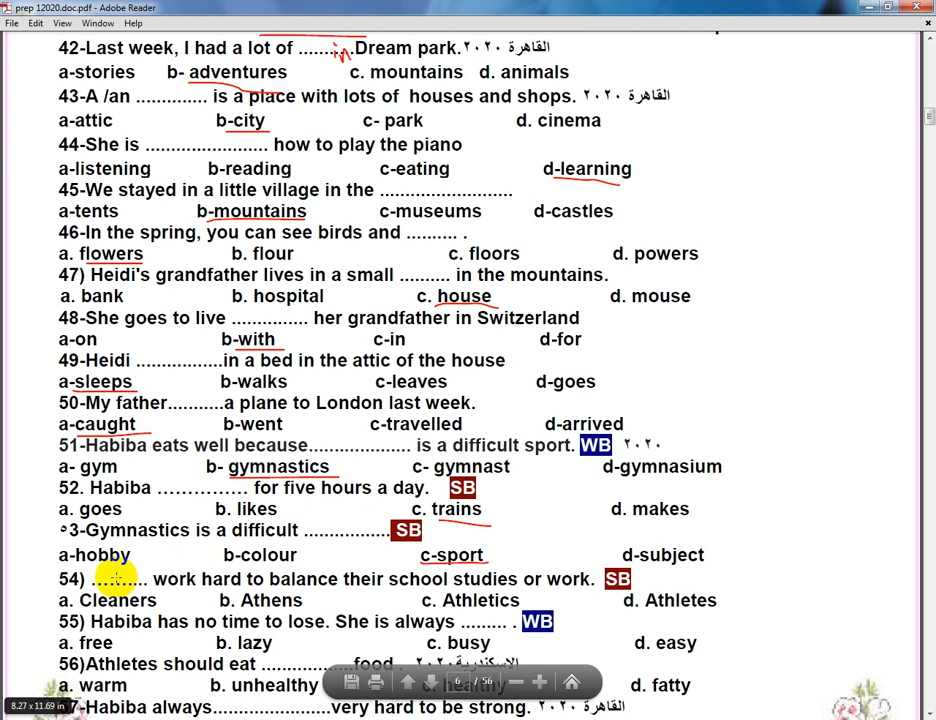 prep 12020.doc.pdf - Adobe Reader
File Edit View Window Help
42-Last week, I had a lot of ..........Dream park.القاهرة ٢٠٢٠
in
a-stories b- adventures c. mountains d. animals
43-A /an .............. is a place with lots of houses and shops. القاهرة ٢٠٢٠
a-attic b-city c- park d. cinema
44-She is ........................ how to play the piano
a-listening b-reading c-eating d-learning
45-We stayed in a little village in the ..........................
a-tents b-mountains c-museums d-castles
46-In the spring, you can see birds and .......... .
a. flowers b. flour c. floors d. powers
47) Heidi's grandfather lives in a small .......... in the mountains.
a. bank b. hospital c. house d. mouse
48-She goes to live ............... her grandfather in Switzerland
a-on b-with c-in d-for
49-Heidi .................in a bed in the attic of the house
a-sleeps b-walks c-leaves d-goes
50-My father...........a plane to London last week.
a-caught b-went c-travelled d-arrived
51-Habiba eats well because.................... is a difficult sport. WB ٢٠٢٠
a- gym b- gymnastics c- gymnast d-gymnasium
52. Habiba …………… for five hours a day. SB
a. goes b. likes c. trains d. makes
٥3-Gymnastics is a difficult ................. SB
a-hobby b-colour c-sport d-subject
54) ........... work hard to balance their school studies or work. SB
a. Cleaners b. Athens c. Athletics d. Athletes
55) Habiba has no time to lose. She is always ......... . WB
a. free b. lazy c. busy d. easy
56)Athletes should eat ...................food . الاسكندرية٢٠٢٠
a. warm b. unhealthy c. healthy d. fatty
6 / 56
8.27 x 11.69 in
57-Habiba always.......................very hard to be strong. القاهرة ٢٠٢٠